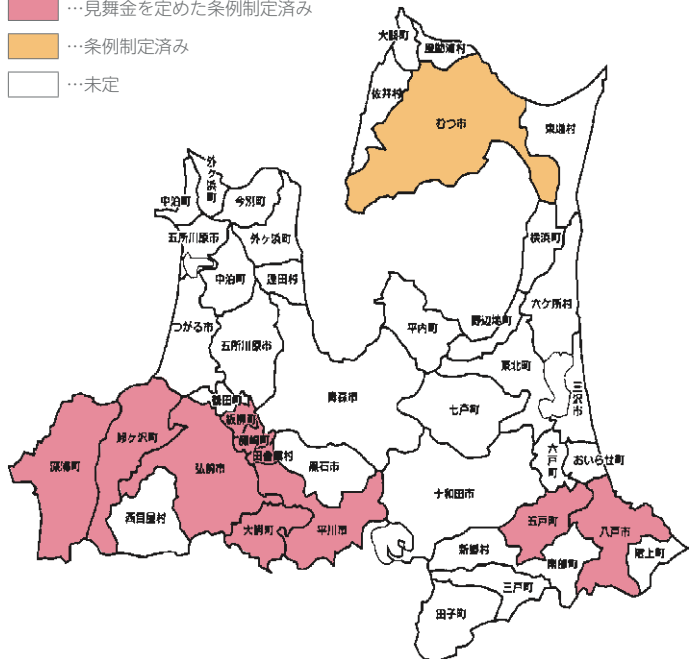 …見舞金を定めた条例制定済み
…条例制定済み
…未定
大間町
風間浦村
佐井村
むつ市
東通村
外ヶ浜町
中泊町
今別町
五所川原市
外ヶ浜町
横浜町
中泊町
蓬田村
六ケ所村
つがる市
平内町
野辺地町
五所川原市
東北町
青森市
鶴田町
七戸町
三沢市
板柳町
鰺ヶ沢町
藤崎町
田舎館村
六戸町
おいらせ町
深浦町
弘前市
黒石市
十和田市
西目屋村
大鰐町
平川市
五戸町
八戸市
新郷村
南部町
階上町
三戸町
田子町